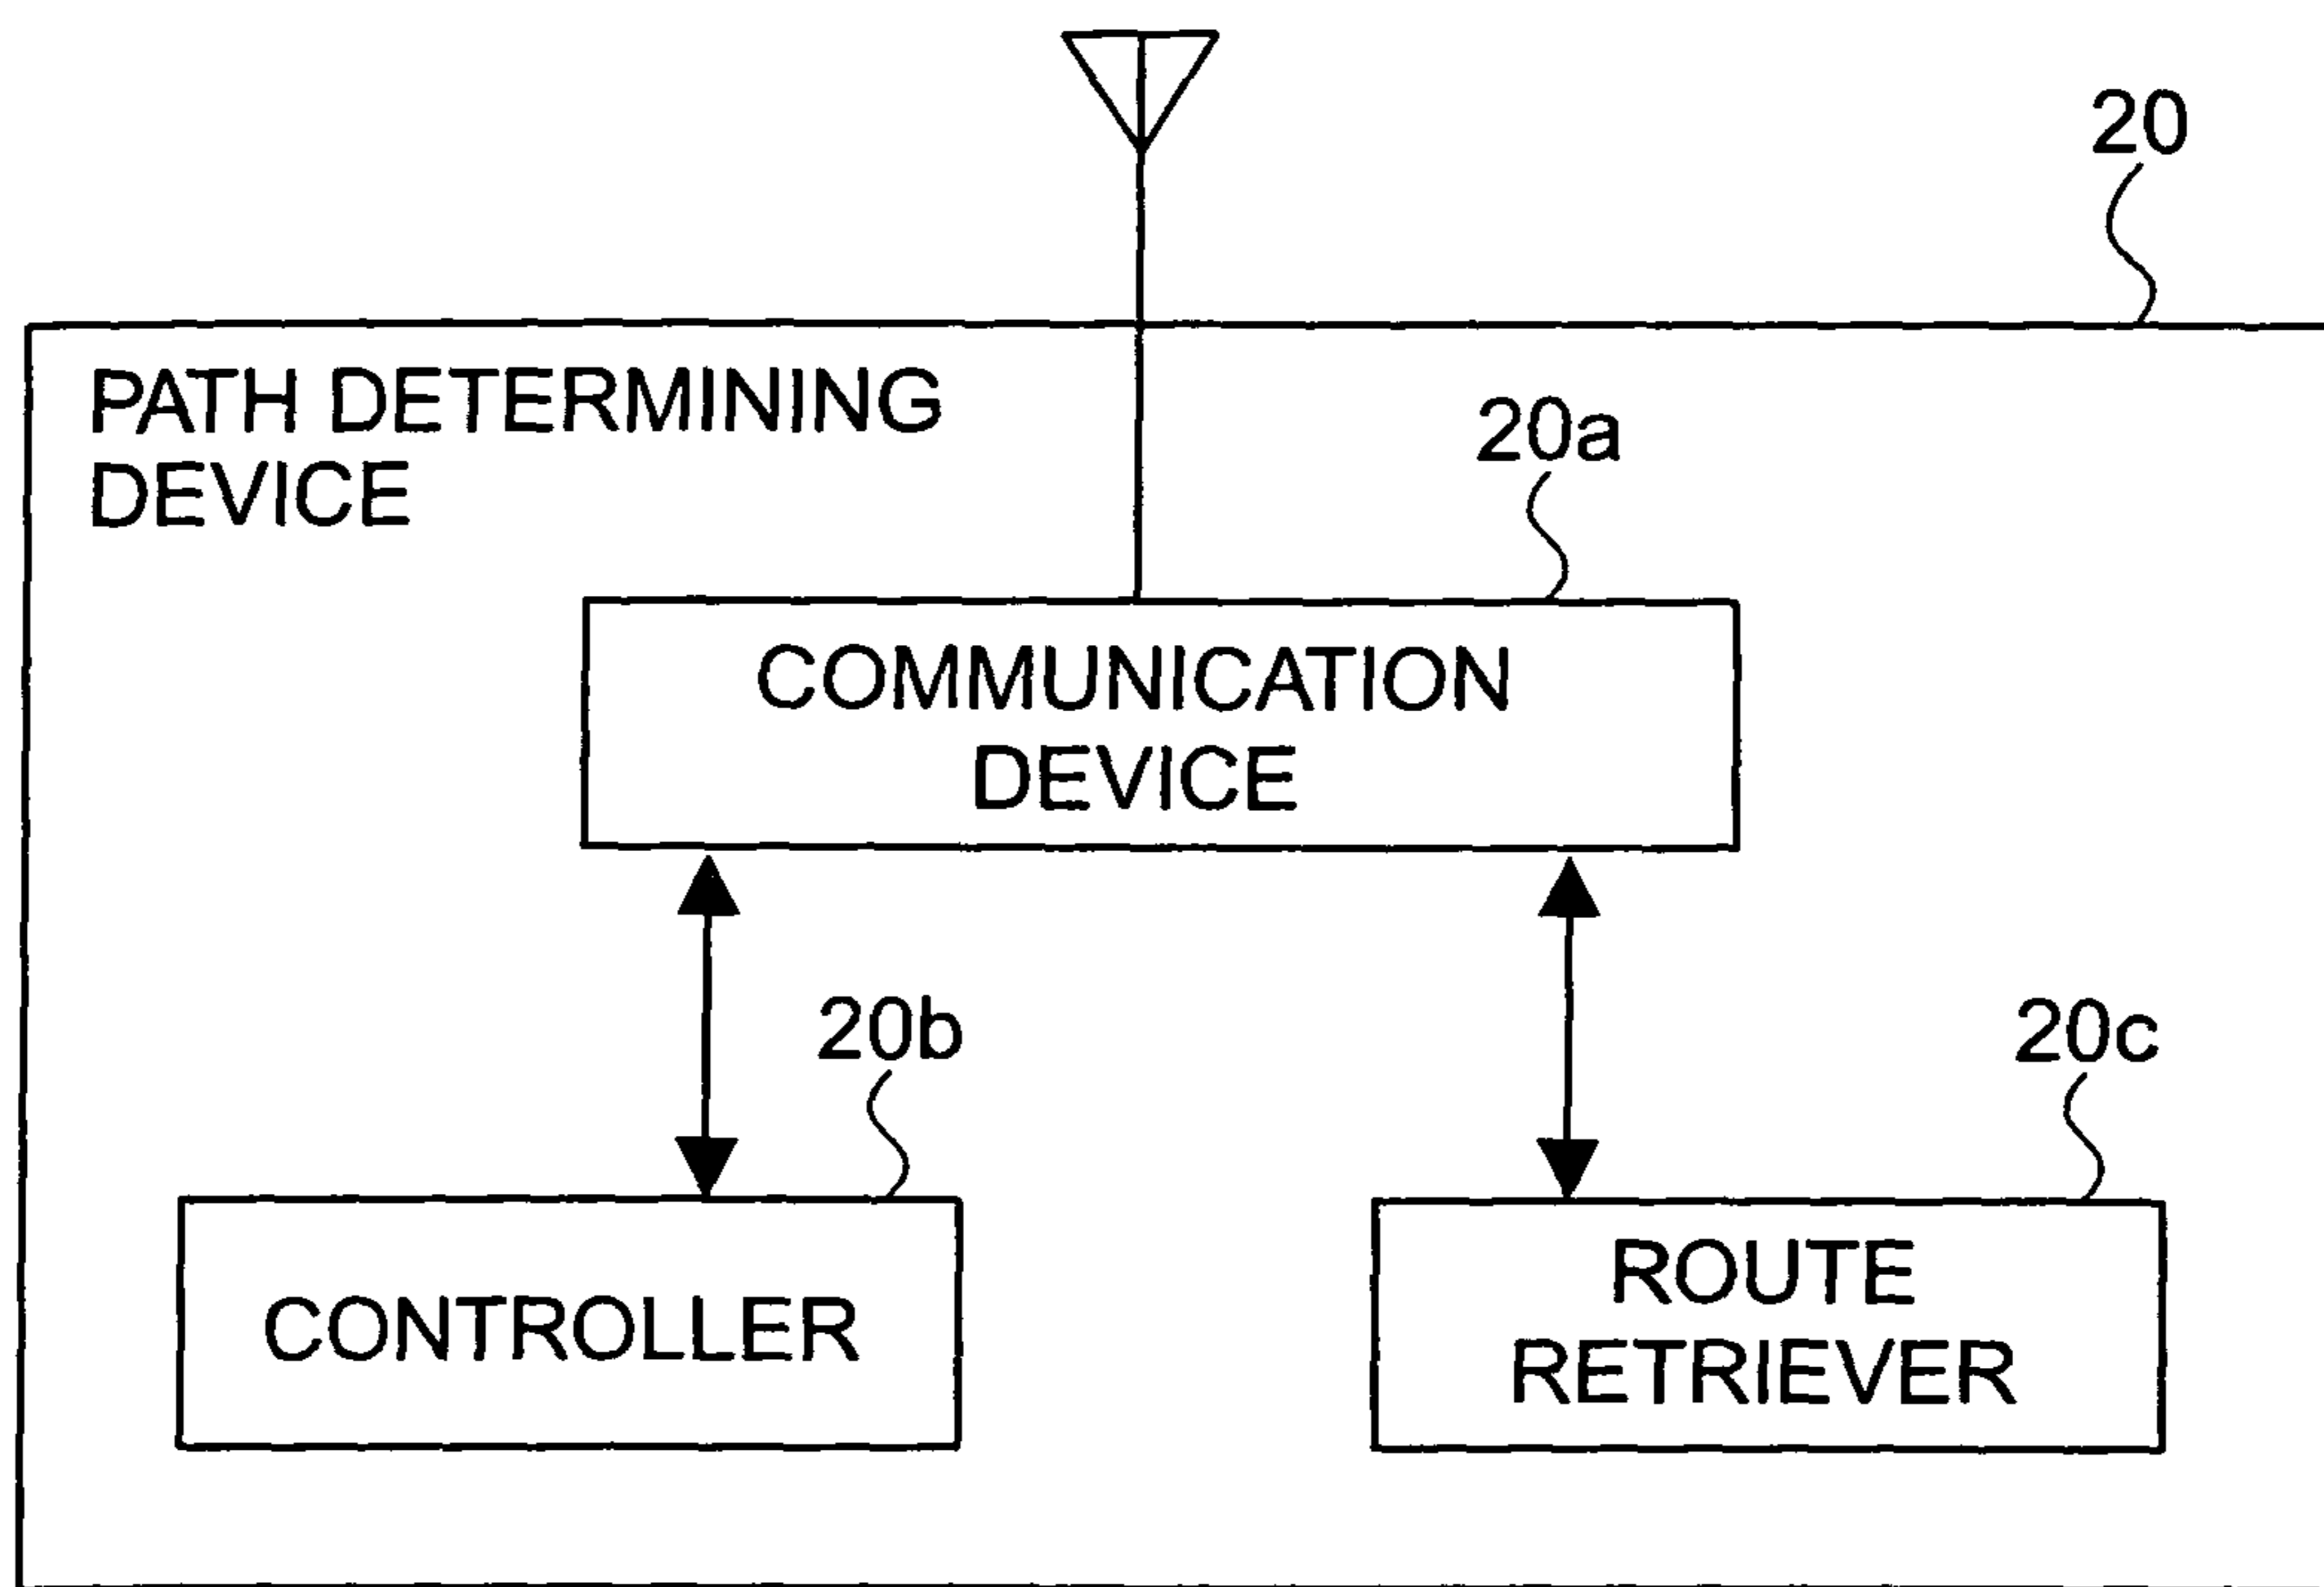 20
PATH DETERMINING
DEVICE
20a
COMMUNICATION
DEVICE
20b
20c
CONTROLLER
ROUTE
RETRIEVER